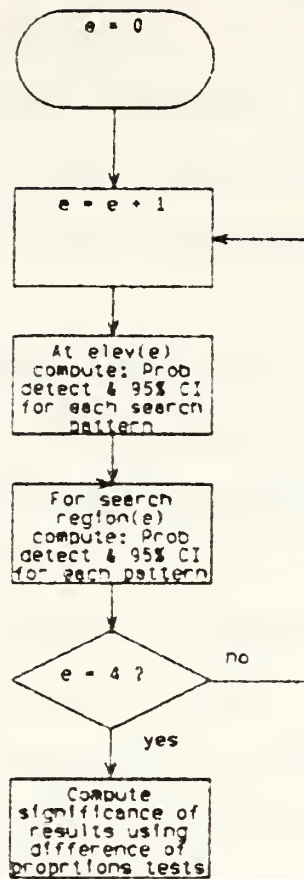 e = 0
e = e + 1
At elev(e)
compute: Prob
detect & 95% CI
for each search
pattern
For search
region(e)
compute: Prob
detect & 95% CI
for each pattern
e = 4 ?
no
yes
Compute
significance of
results using
difference of
proprtions tests